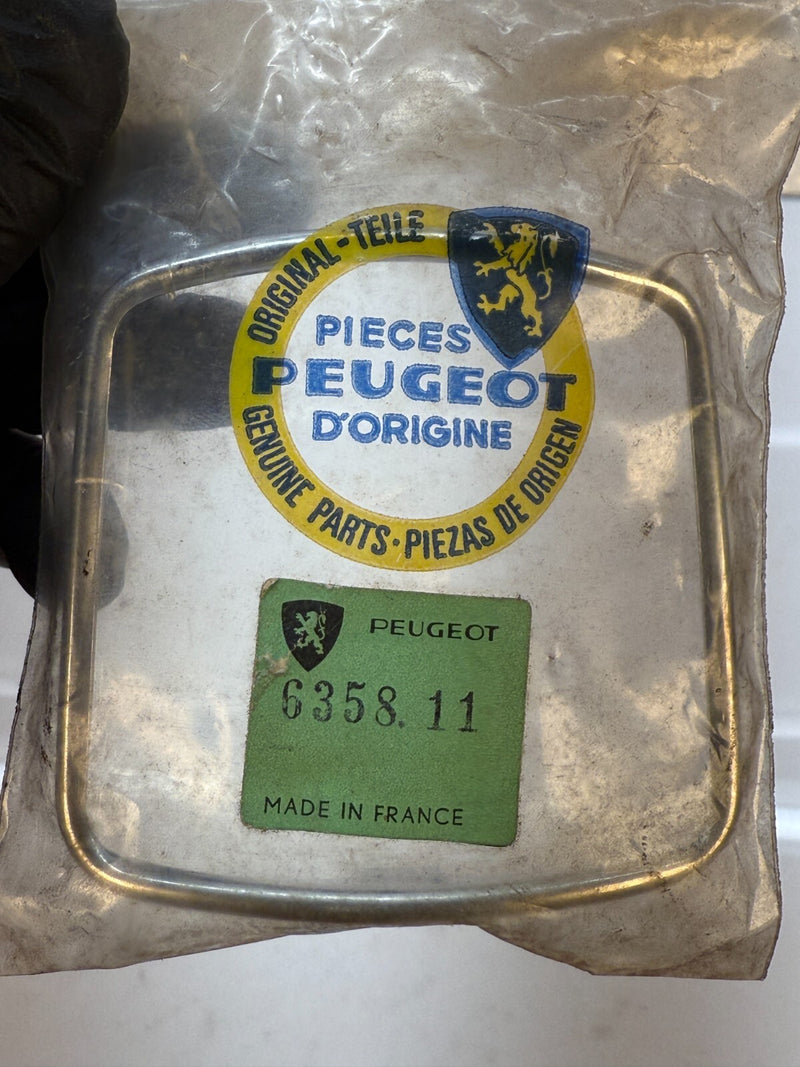 ORIGINAL-TEILE
PIECES
PEUGEOT
D'ORIGINE
GENUINE PARTS·PIEZAS DE ORIGEN
PEUGEOT
6358.11
MADE IN FRANCE